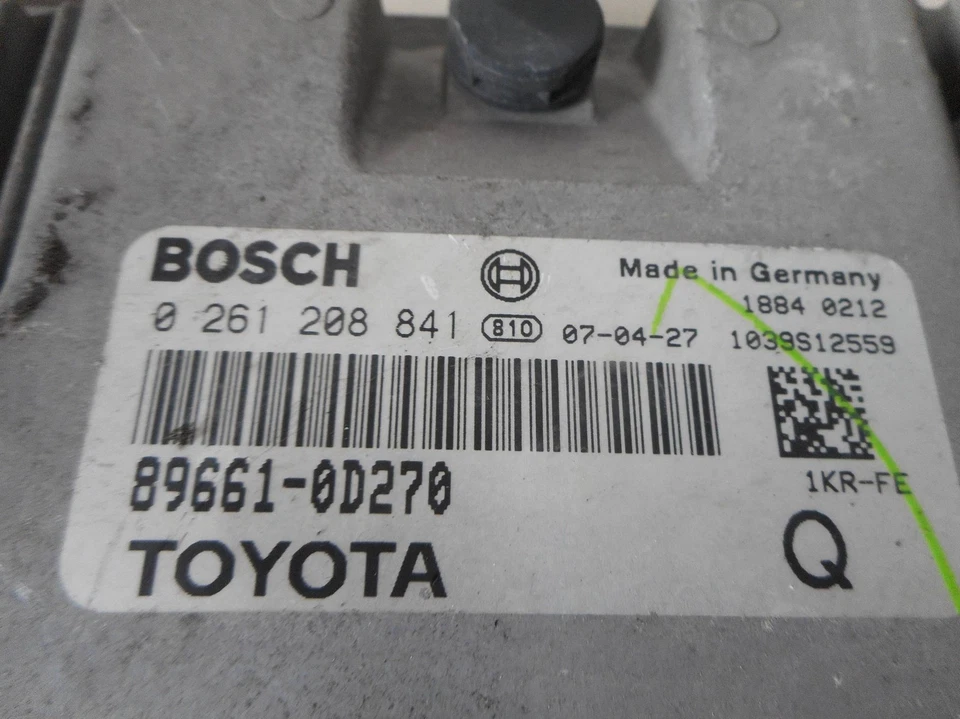 BOSCH
Made in Germany
1884 0212
0 261 208 841 810 07-04-27 1039S12559
89661-0D270
1KR-FE
TOYOTA
Q